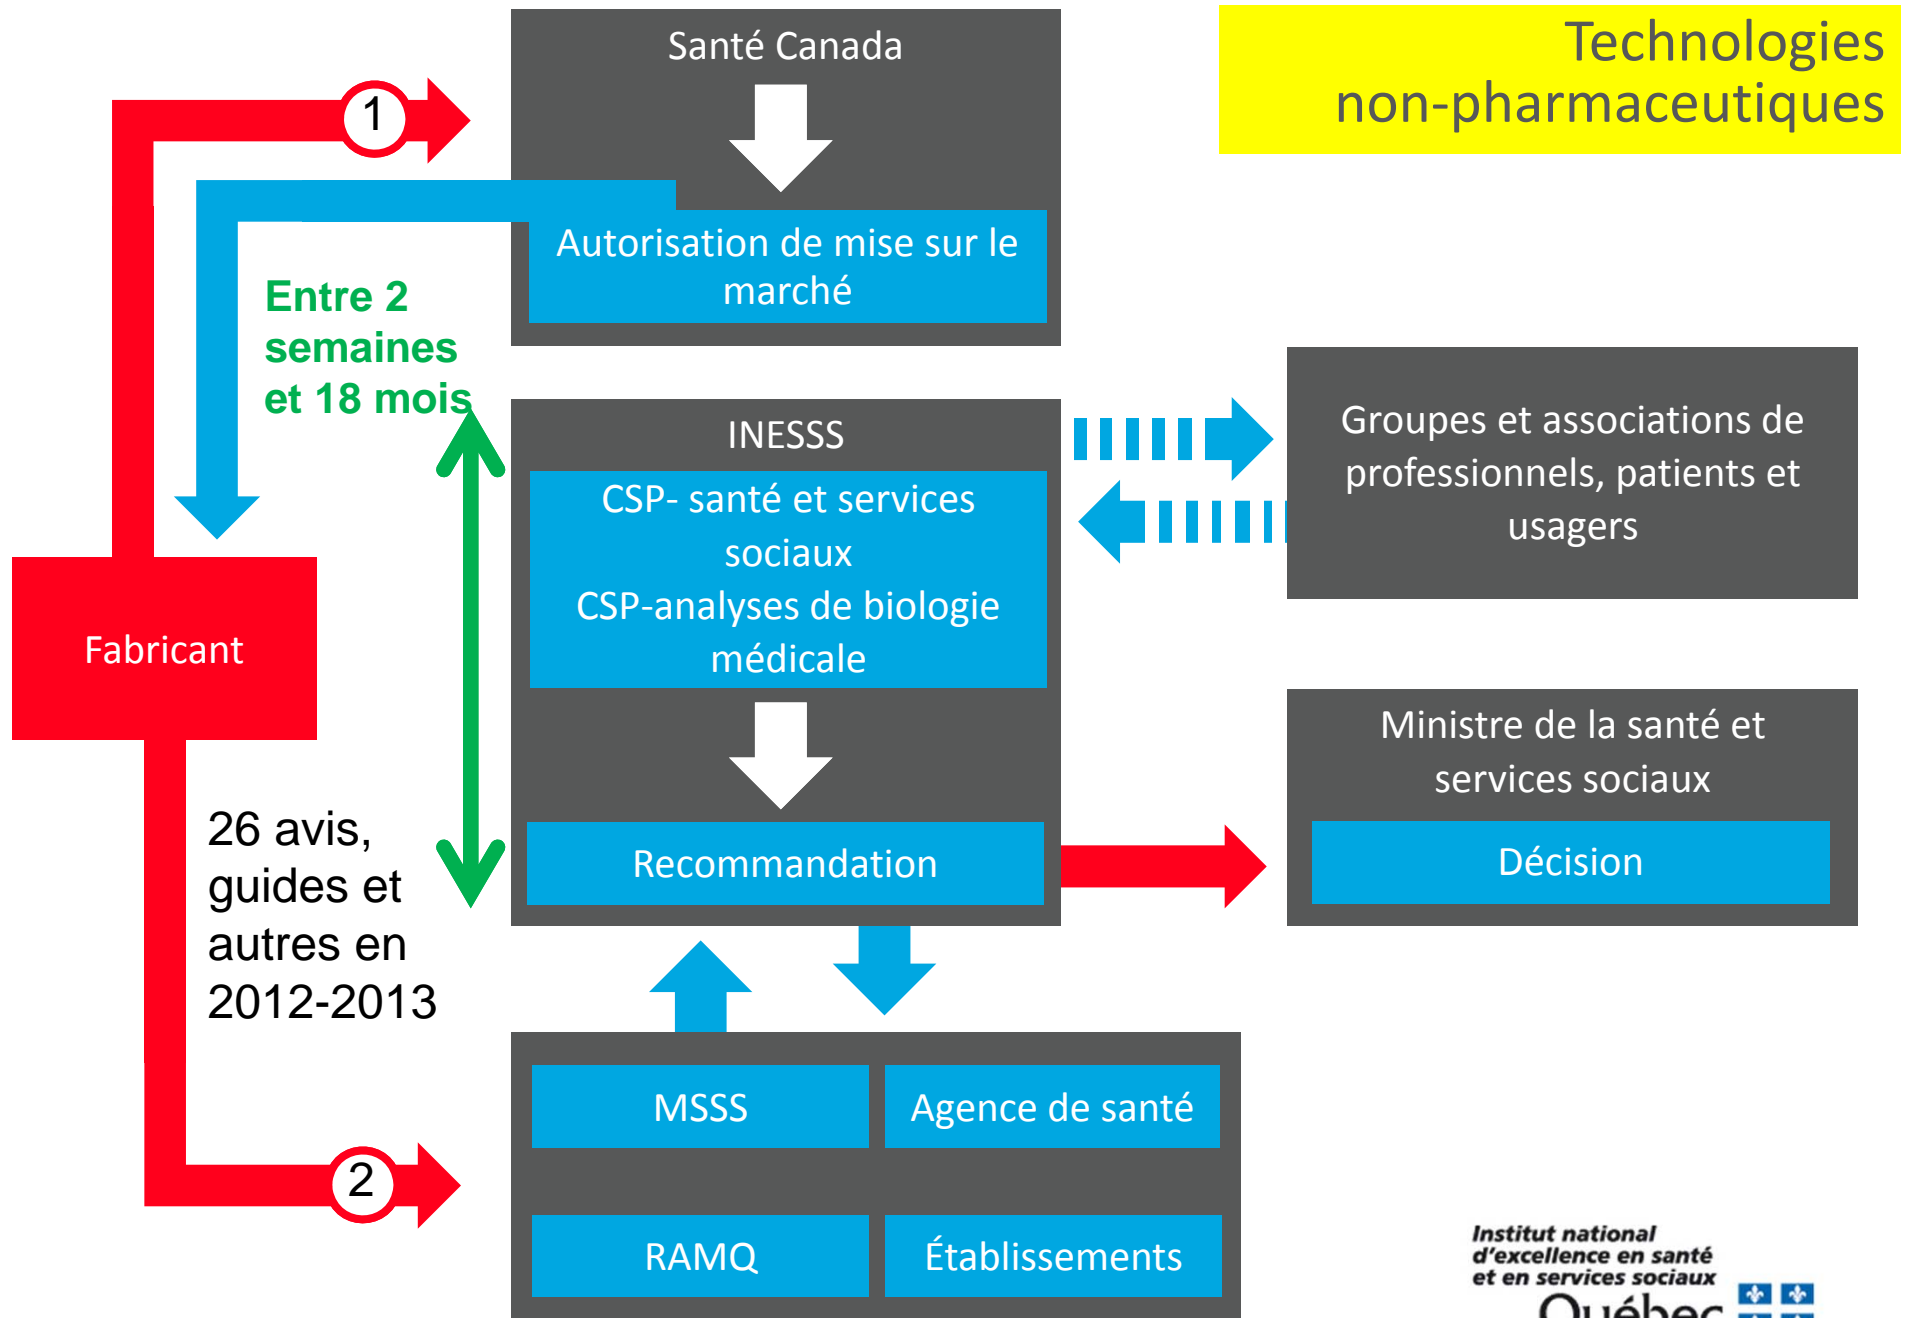 Technologies
non-pharmaceutiques
Santé Canada
1
Autorisation de mise sur le
marché
Entre 2
semaines
et 18 mois
INESSS
CSP- santé et services
sociaux
CSP-analyses de biologie
médicale
Recommandation
Groupes et associations de
professionnels, patients et
usagers
Fabricant
Ministre de la santé et
services sociaux
Décision
26 avis,
guides et
autres en
2012-2013
MSSS
Agence de santé
2
RAMQ
Établissements
Institut national
d'excellence en santé
et en services sociaux
Québec